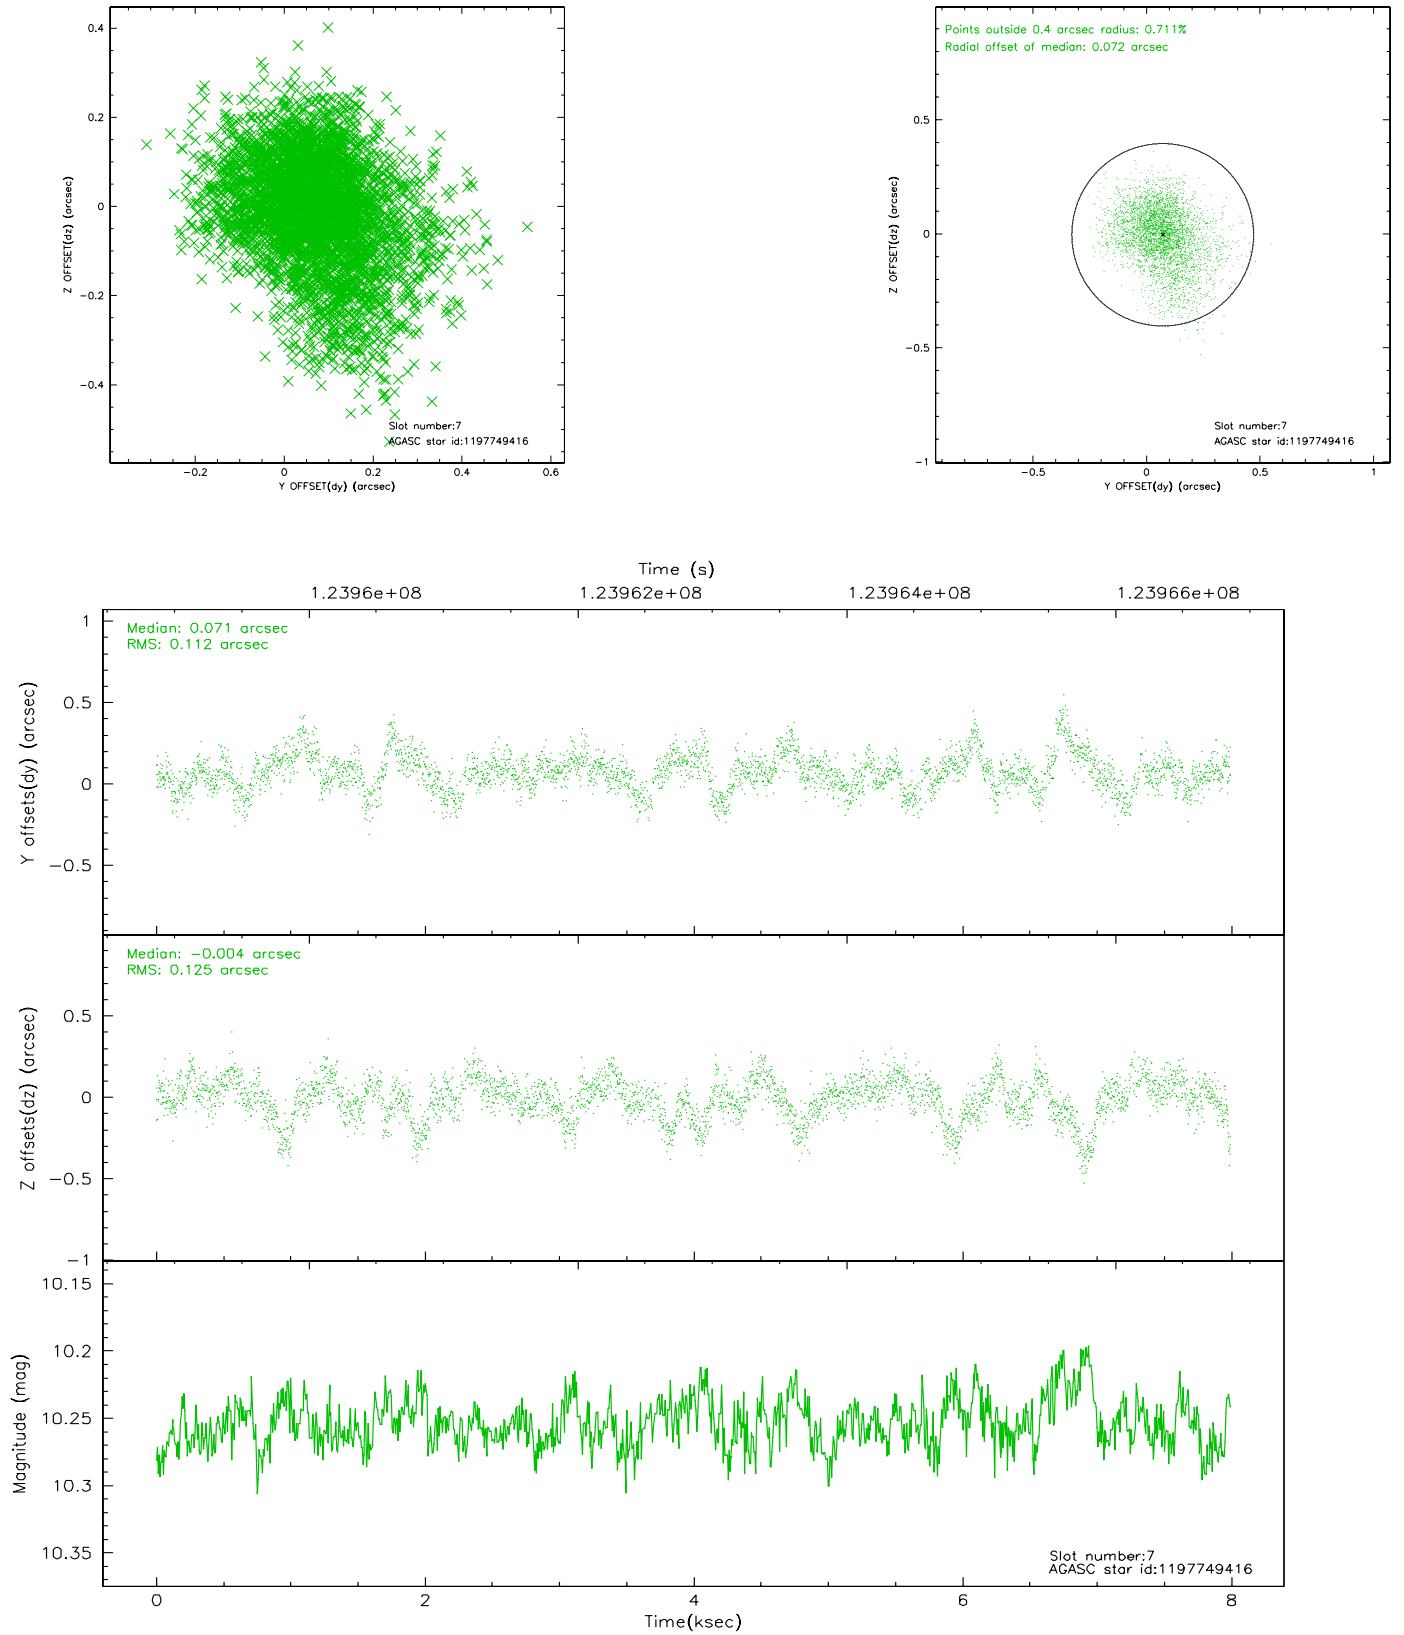 0.4
0.2
0
−0.2
−0.4
Z OFFSET(dz) (arcsec)
Slot number:7
AGASC star id:1197749416
−0.2 0 0.2 0.4 0.6
Y OFFSET(dy) (arcsec)
Points outside 0.4 arcsec radius: 0.711%
Radial offset of median: 0.072 arcsec
0.5
0
−0.5
−1
Z OFFSET(dz) (arcsec)
Slot number:7
AGASC star id:1197749416
−0.5 0 0.5 1
Y OFFSET(dy) (arcsec)
Time (s)
1.2396e+08 1.23962e+08 1.23964e+08 1.23966e+08
Median: 0.071 arcsec
RMS: 0.112 arcsec
1
0.5
0
−0.5
Y offsets(dy) (arcsec)
Median: −0.004 arcsec
RMS: 0.125 arcsec
0.5
0
−0.5
−1
Z offsets(dz) (arcsec)
10.15
10.2
10.25
10.3
10.35
Magnitude (mag)
Slot number:7
AGASC star id:1197749416
0 2 4 6 8
Time(ksec)